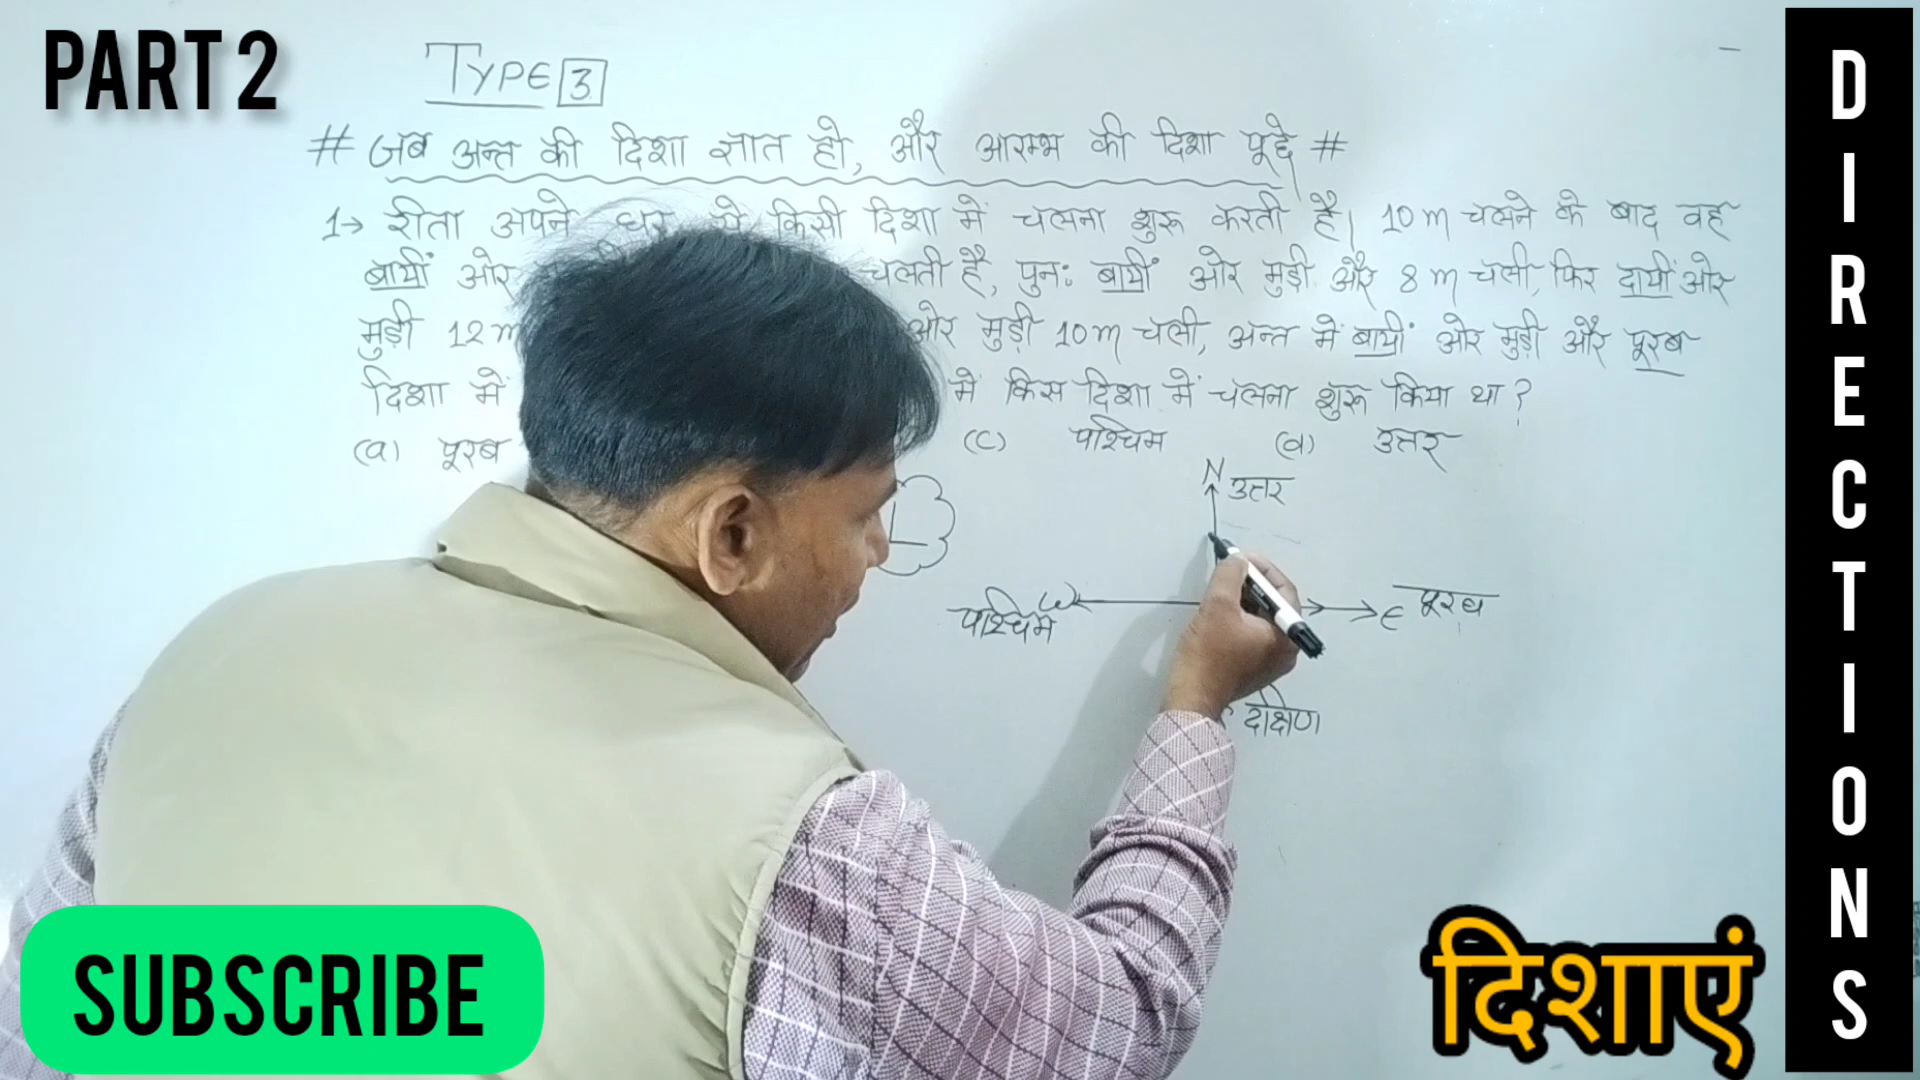 PART 2
TYPE 3
# जब अन्त की दिशा ज्ञात हो, और आरम्भ की दिशा पूछे #
1→ रीता अपने घर से किसी दिशा में चलना शुरू करती है। 10 m चलने के बाद वह
बायीं ओर चलती है, पुनः बायीं ओर मुड़ी और 8 m चली, फिर दायीं ओर
मुड़ी 12 m ओर मुड़ी 10 m चली, अन्त में बायीं ओर मुड़ी और पूरब
दिशा में में किस दिशा में चलना शुरू किया था ?
(a) पूरब (c) पश्चिम (d) उत्तर
N उत्तर
पश्चिम W E पूरब
दक्षिण
SUBSCRIBE
दिशाएं
DIRECTIONS